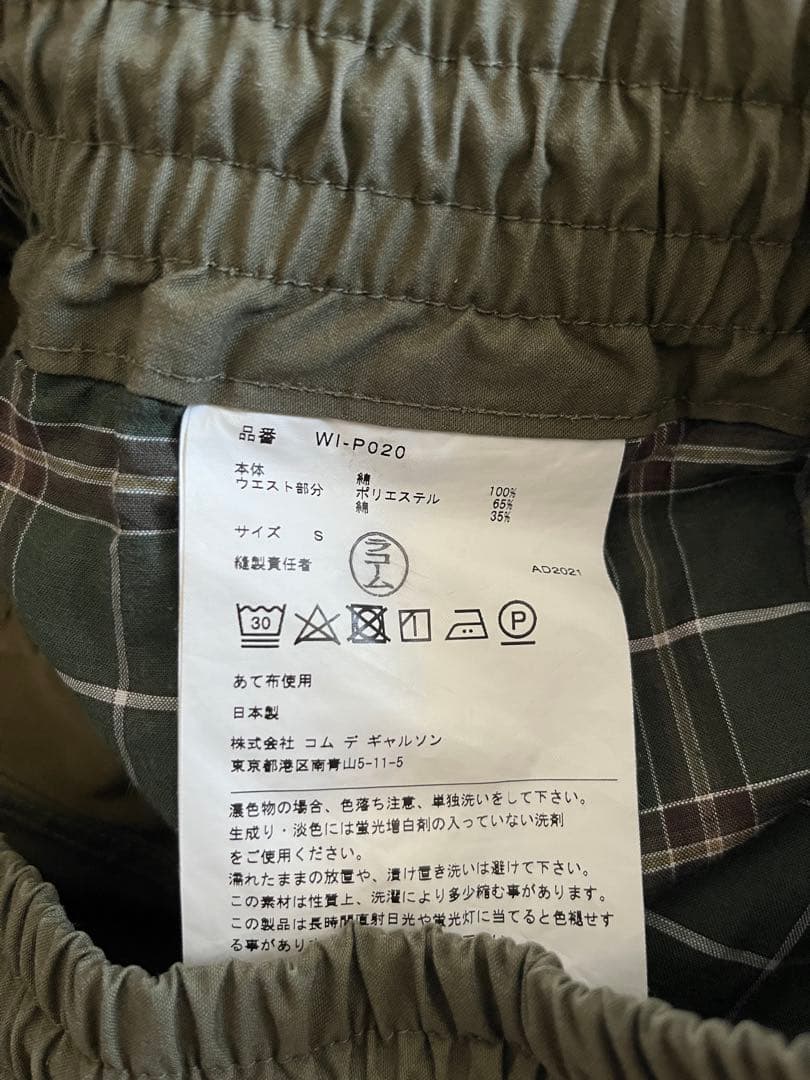 品番 WI-P020
本体 綿 100%
ウエスト部分 ポリエステル 65%
綿 35%
サイズ S
縫製責任者 ラコーム AD2021
30 1 P
あて布使用
日本製
株式会社 コム デ ギャルソン
東京都港区南青山5-11-5
濃色物の場合、色落ち注意、単独洗いをして下さい。
生成り・淡色には蛍光増白剤の入っていない洗剤
をご使用ください。
濡れたままの放置や、漬け置き洗いは避けて下さい。
この素材は性質上、洗濯により多少縮む事があります。
この製品は長時間直射日光や蛍光灯に当てると色褪せす
る事があり